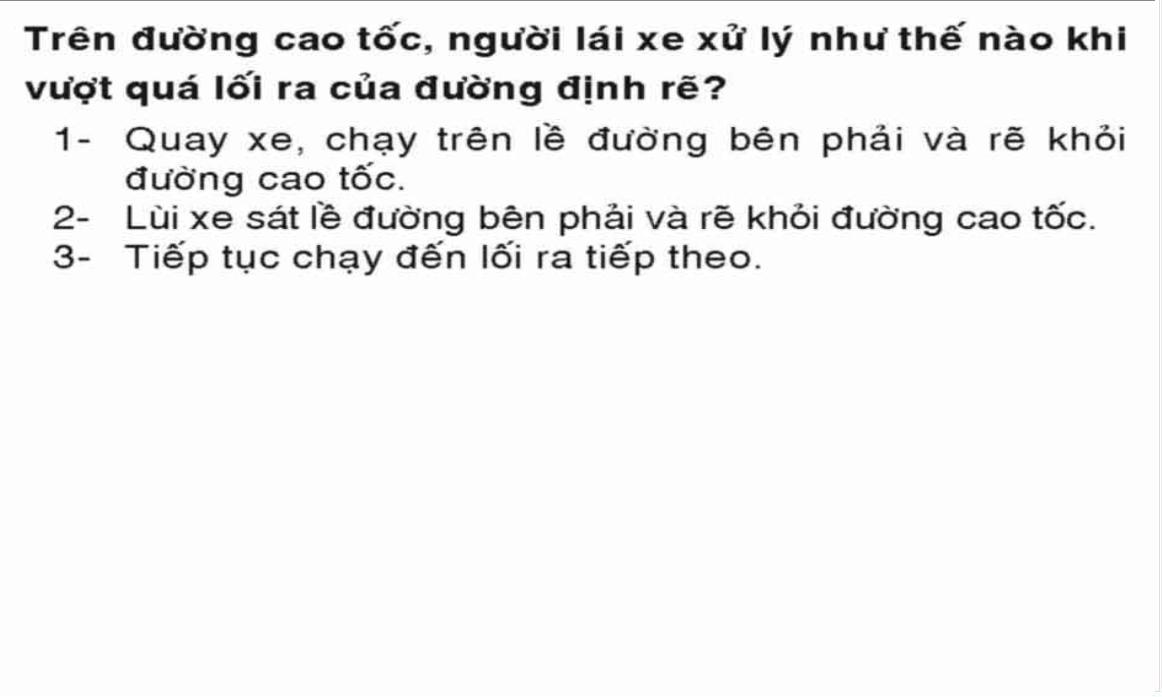 Trên đường cao tốc, người lái xe xử lý như thế nào khi
vượt quá lối ra của đường định rẽ?
1- Quay xe, chạy trên lề đường bên phải và rẽ khỏi
đường cao tốc.
2- Lùi xe sát lề đường bên phải và rẽ khỏi đường cao tốc.
3- Tiếp tục chạy đến lối ra tiếp theo.